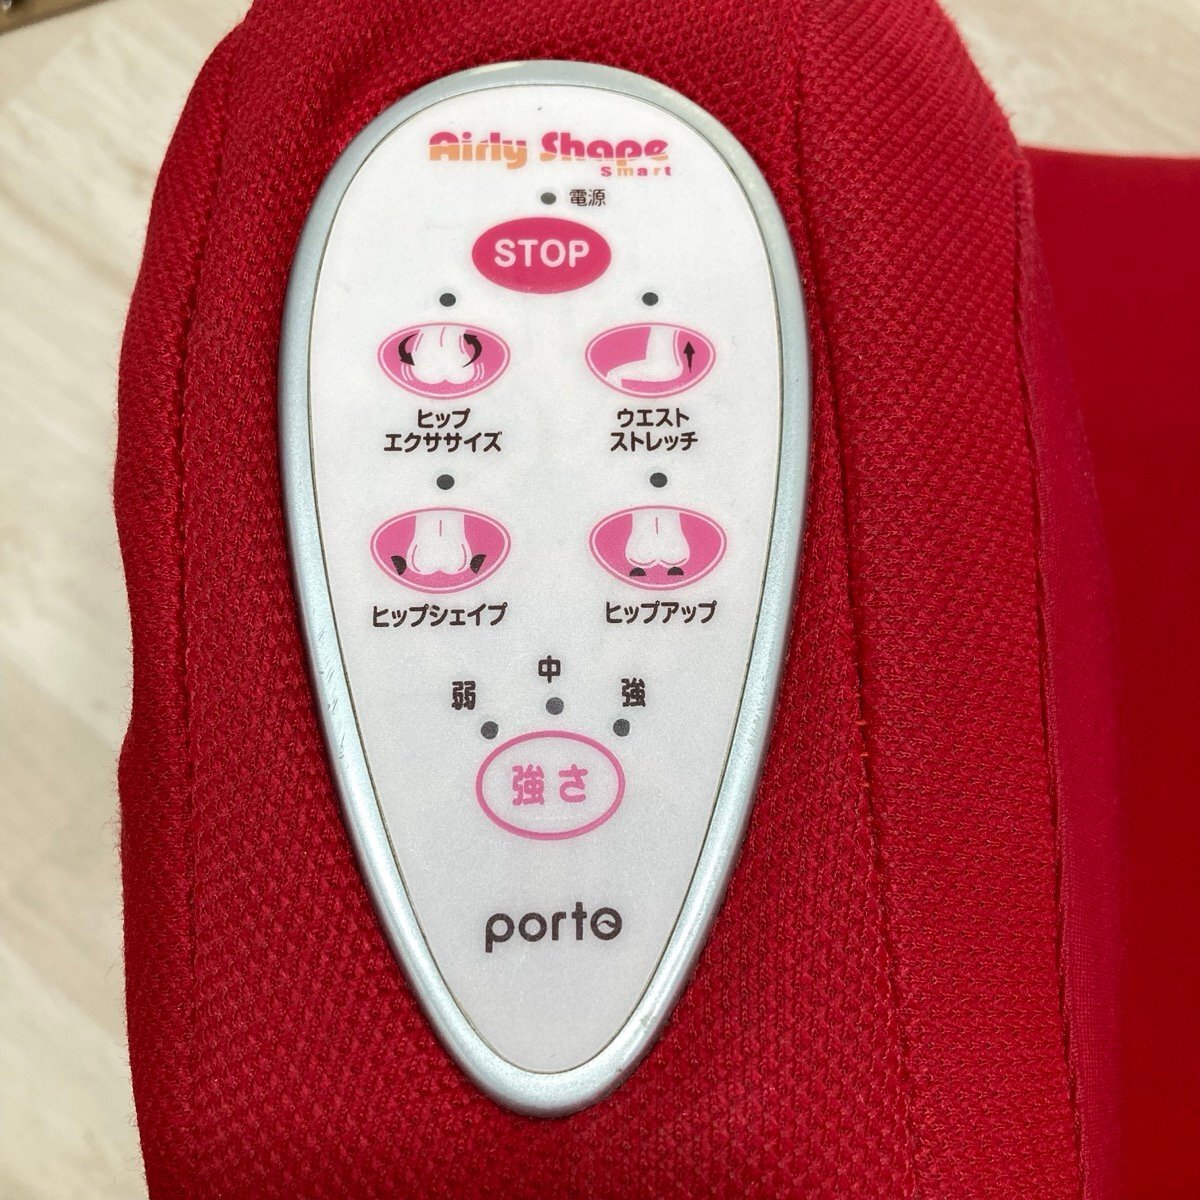 Airly Shape
Smart
電源
STOP
ヒップ
エクササイズ
ウエスト
ストレッチ
ヒップシェイプ
ヒップアップ
弱
中
強
強さ
porto